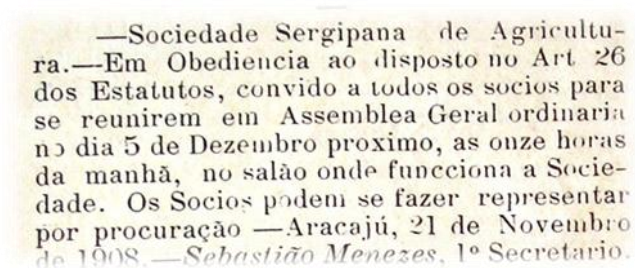 —Sociedade Sergipana de Agricultu-
ra.—Em Obediencia ao disposto no Art 26
dos Estatutos, convido a todos os socios para
se reunirem em Assemblea Geral ordinaria
no dia 5 de Dezembro proximo, as onze horas
da manhã, no salão onde funcciona a Socie-
dade. Os Socios podem se fazer representar
por procuração —Aracajú, 21 de Novembro
de 1908.—Sebastião Menezes, 1º Secretario.